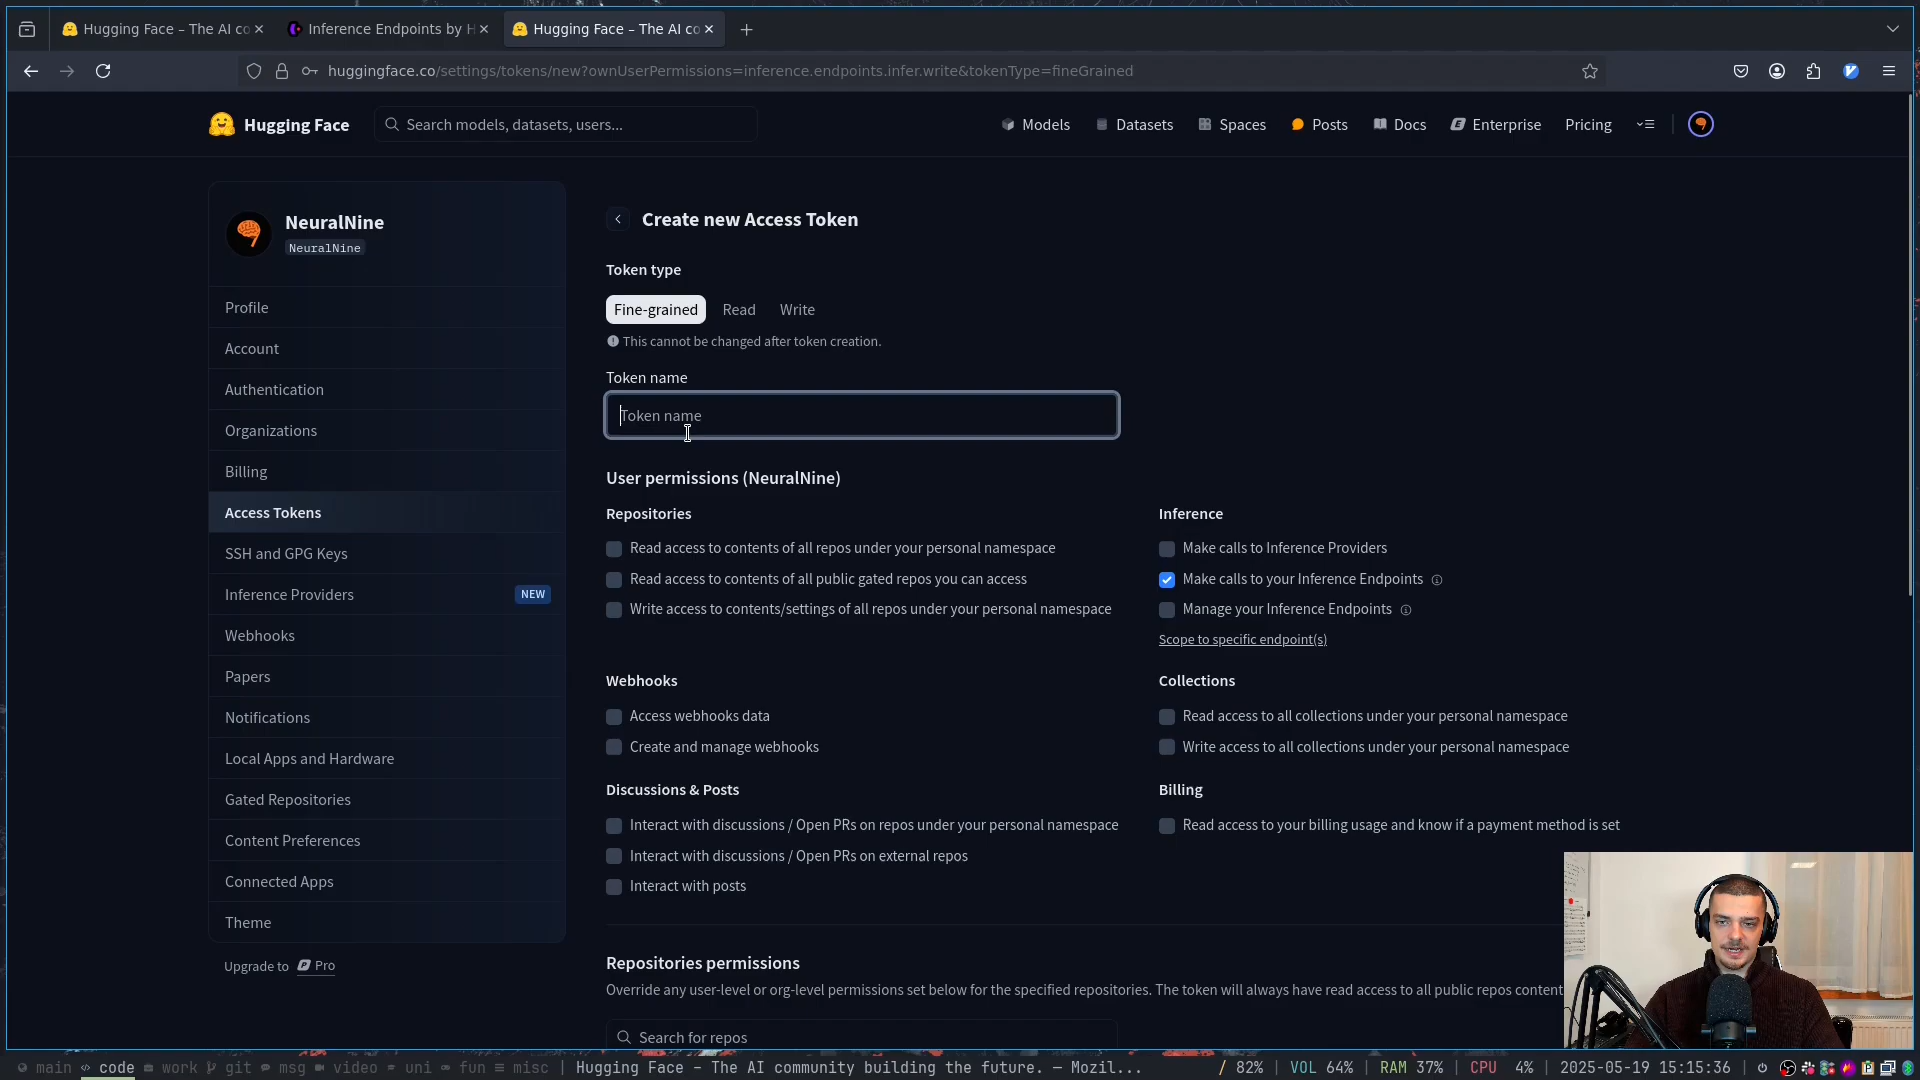 Hugging Face – The AI co
Inference Endpoints by H
Hugging Face – The AI co
huggingface.co/settings/tokens/new?ownUserPermissions=inference.endpoints.infer.write&tokenType=fineGrained
Hugging Face
Search models, datasets, users...
Models
Datasets
Spaces
Posts
Docs
Enterprise
Pricing
NeuralNine
NeuralNine
Profile
Account
Authentication
Organizations
Billing
Access Tokens
SSH and GPG Keys
Inference Providers
NEW
Webhooks
Papers
Notifications
Local Apps and Hardware
Gated Repositories
Content Preferences
Connected Apps
Theme
Upgrade to Pro
Create new Access Token
Token type
Fine-grained
Read
Write
This cannot be changed after token creation.
Token name
Token name
User permissions (NeuralNine)
Repositories
Read access to contents of all repos under your personal namespace
Read access to contents of all public gated repos you can access
Write access to contents/settings of all repos under your personal namespace
Inference
Make calls to Inference Providers
Make calls to your Inference Endpoints
Manage your Inference Endpoints
Scope to specific endpoint(s)
Webhooks
Access webhooks data
Create and manage webhooks
Collections
Read access to all collections under your personal namespace
Write access to all collections under your personal namespace
Discussions & Posts
Interact with discussions / Open PRs on repos under your personal namespace
Interact with discussions / Open PRs on external repos
Interact with posts
Billing
Read access to your billing usage and know if a payment method is set
Repositories permissions
Override any user-level or org-level permissions set below for the specified repositories. The token will always have read access to all public repos content
Search for repos
main code work git msg video uni fun misc | Hugging Face – The AI community building the future. — Mozil...
/ 82% | VOL 64% | RAM 37% | CPU 4% | 2025-05-19 15:15:36